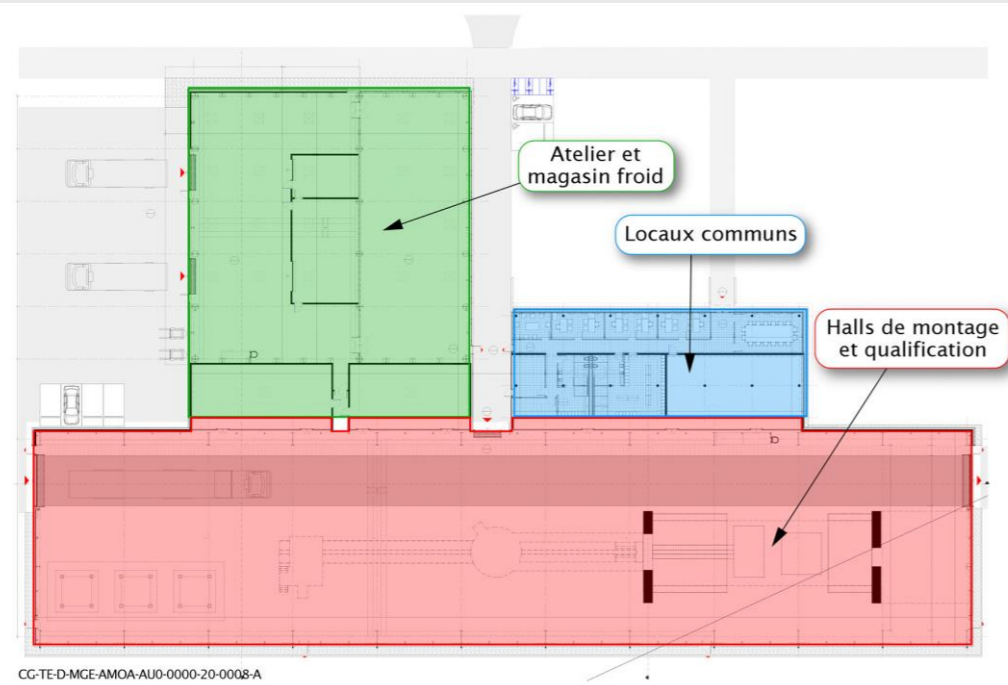 Atelier et
magasin froid
Locaux communs
Halls de montage
et qualification
CG-TE-D-MGE-AMOA-AU0-0000-20-0008-A